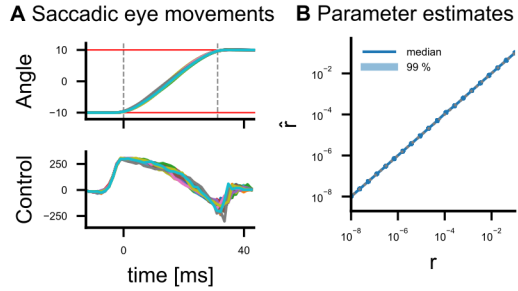 A Saccadic eye movements
Angle
10
0
−10
Control
250
0
−250
0
40
time [ms]
B Parameter estimates
median
99 %
r̂
10⁻²
10⁻⁴
10⁻⁶
10⁻⁸
10⁻⁸
10⁻⁶
10⁻⁴
10⁻²
r